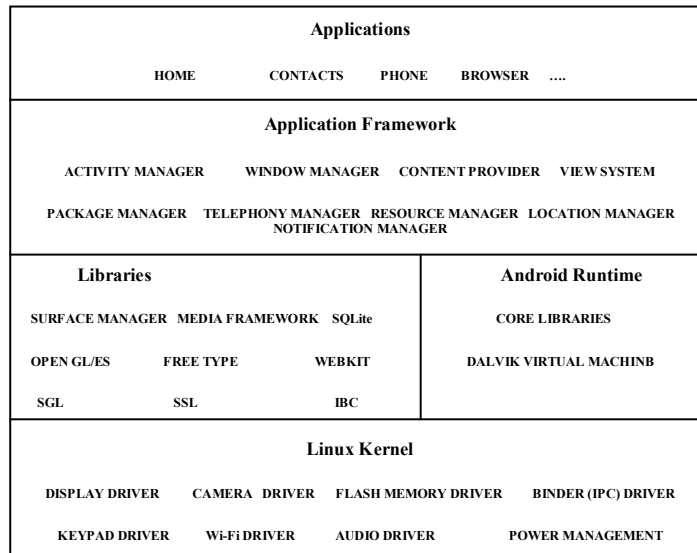 Applications
HOME CONTACTS PHONE BROWSER ....
Application Framework
ACTIVITY MANAGER WINDOW MANAGER CONTENT PROVIDER VIEW SYSTEM
PACKAGE MANAGER TELEPHONY MANAGER RESOURCE MANAGER LOCATION MANAGER
NOTIFICATION MANAGER
Libraries
SURFACE MANAGER MEDIA FRAMEWORK SQLite
OPEN GL/ES FREE TYPE WEBKIT
SGL SSL IBC
Android Runtime
CORE LIBRARIES
DALVIK VIRTUAL MACHINB
Linux Kernel
DISPLAY DRIVER CAMERA DRIVER FLASH MEMORY DRIVER BINDER (IPC) DRIVER
KEYPAD DRIVER Wi-Fi DRIVER AUDIO DRIVER POWER MANAGEMENT